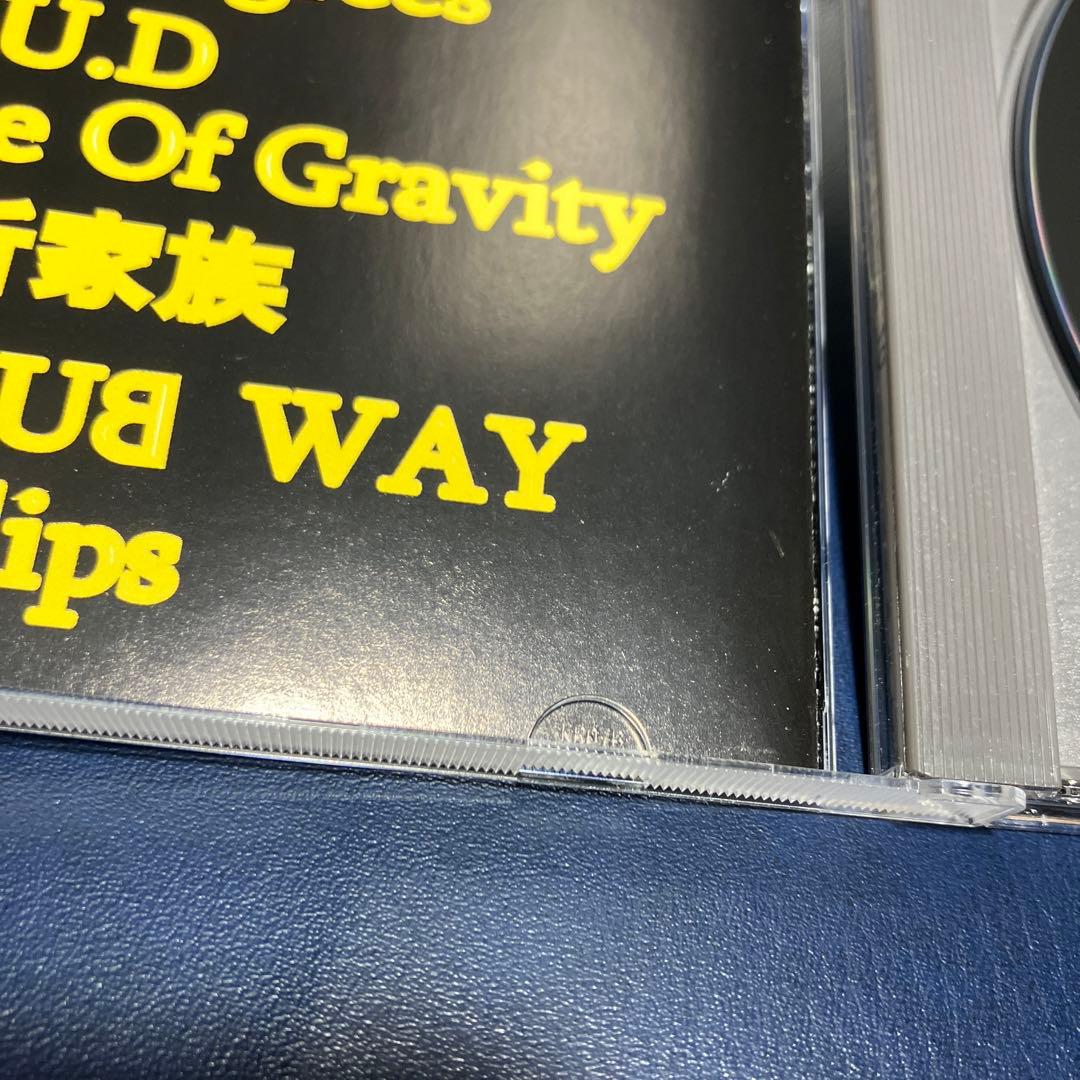 U.D
e Of Gravity
家族
UB WAY
lips